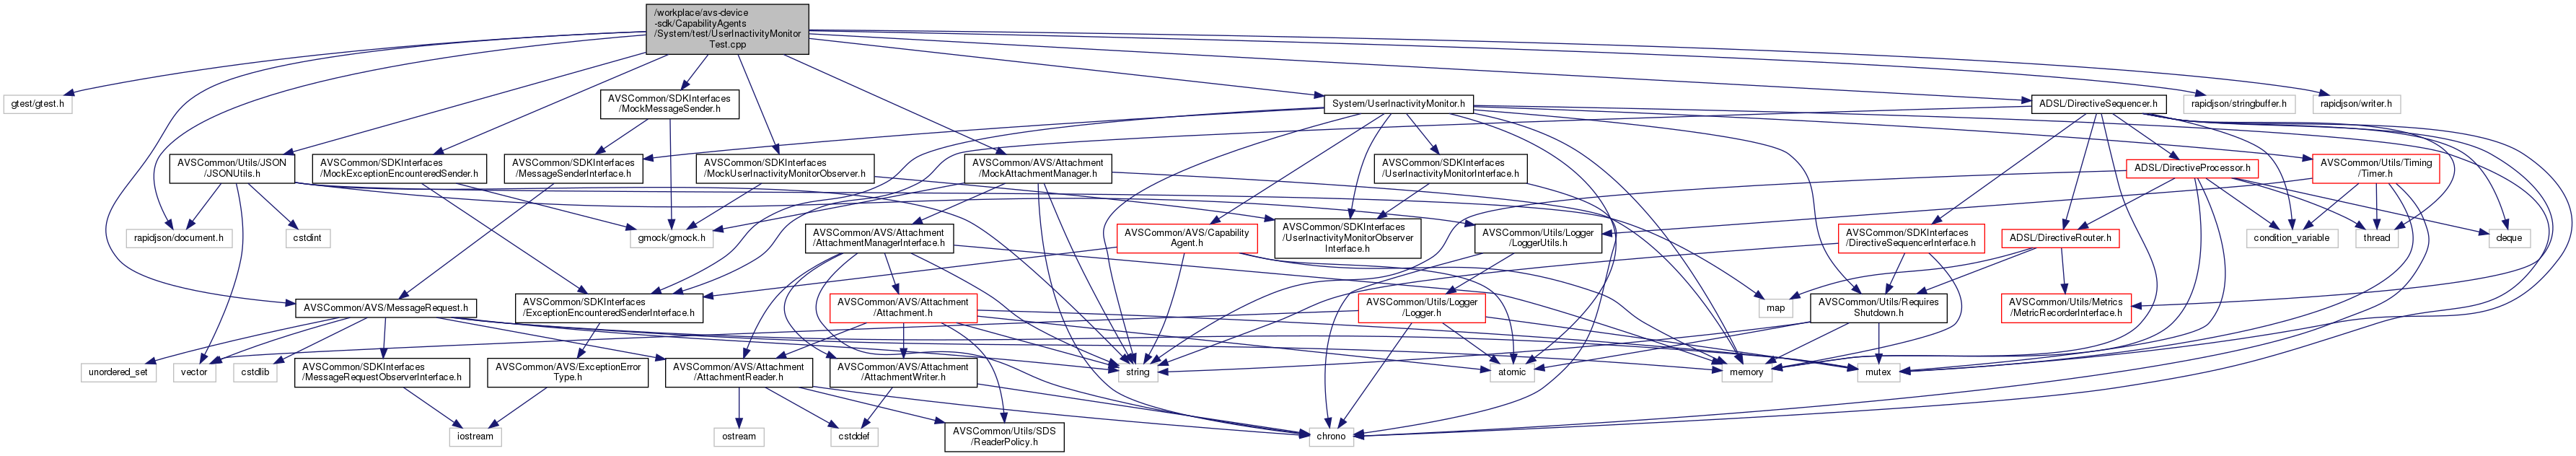 /workplace/avs-device
-sdk/CapabilityAgents
/System/test/UserInactivityMonitor
Test.cpp
gtest/gtest.h
AVSCommon/SDKInterfaces
/MockMessageSender.h
System/UserInactivityMonitor.h
ADSL/DirectiveSequencer.h
rapidjson/stringbuffer.h
rapidjson/writer.h
AVSCommon/Utils/JSON
/JSONUtils.h
AVSCommon/SDKInterfaces
/MockExceptionEncounteredSender.h
AVSCommon/SDKInterfaces
/MessageSenderInterface.h
AVSCommon/SDKInterfaces
/MockUserInactivityMonitorObserver.h
AVSCommon/AVS/Attachment
/MockAttachmentManager.h
AVSCommon/SDKInterfaces
/UserInactivityMonitorInterface.h
ADSL/DirectiveProcessor.h
AVSCommon/Utils/Timing
/Timer.h
rapidjson/document.h
cstdint
gmock/gmock.h
AVSCommon/AVS/Attachment
/AttachmentManagerInterface.h
AVSCommon/AVS/Capability
Agent.h
AVSCommon/SDKInterfaces
/UserInactivityMonitorObserver
Interface.h
AVSCommon/Utils/Logger
/LoggerUtils.h
AVSCommon/SDKInterfaces
/DirectiveSequencerInterface.h
ADSL/DirectiveRouter.h
condition_variable
thread
deque
AVSCommon/AVS/MessageRequest.h
AVSCommon/SDKInterfaces
/ExceptionEncounteredSenderInterface.h
AVSCommon/AVS/Attachment
/Attachment.h
AVSCommon/Utils/Logger
/Logger.h
map
AVSCommon/Utils/Requires
Shutdown.h
AVSCommon/Utils/Metrics
/MetricRecorderInterface.h
unordered_set
vector
cstdlib
AVSCommon/SDKInterfaces
/MessageRequestObserverInterface.h
AVSCommon/AVS/ExceptionError
Type.h
AVSCommon/AVS/Attachment
/AttachmentReader.h
AVSCommon/AVS/Attachment
/AttachmentWriter.h
string
atomic
memory
mutex
iostream
ostream
cstddef
AVSCommon/Utils/SDS
/ReaderPolicy.h
chrono